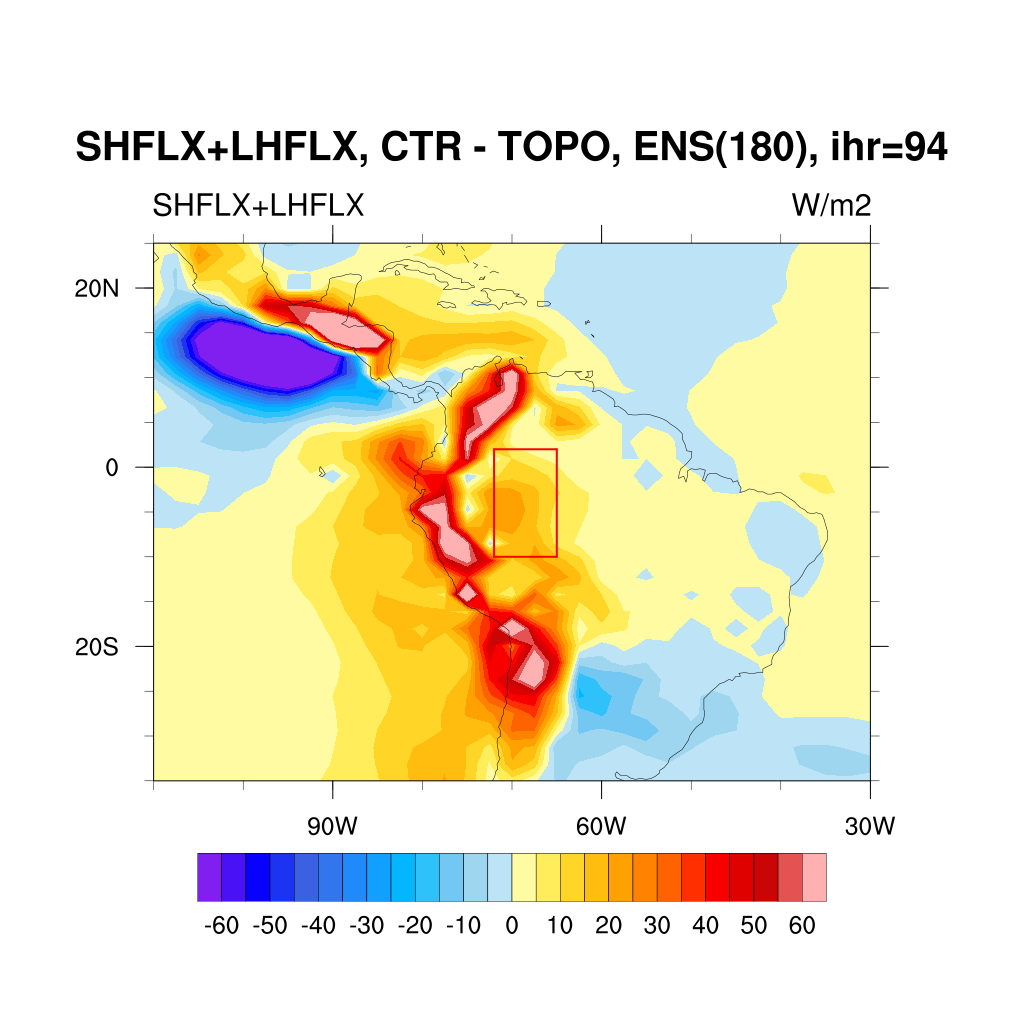 SHFLX+LHFLX, CTR - TOPO, ENS(180), ihr=94
SHFLX+LHFLX W/m2
20N
0
20S
90W 60W 30W
-60 -50 -40 -30 -20 -10 0 10 20 30 40 50 60